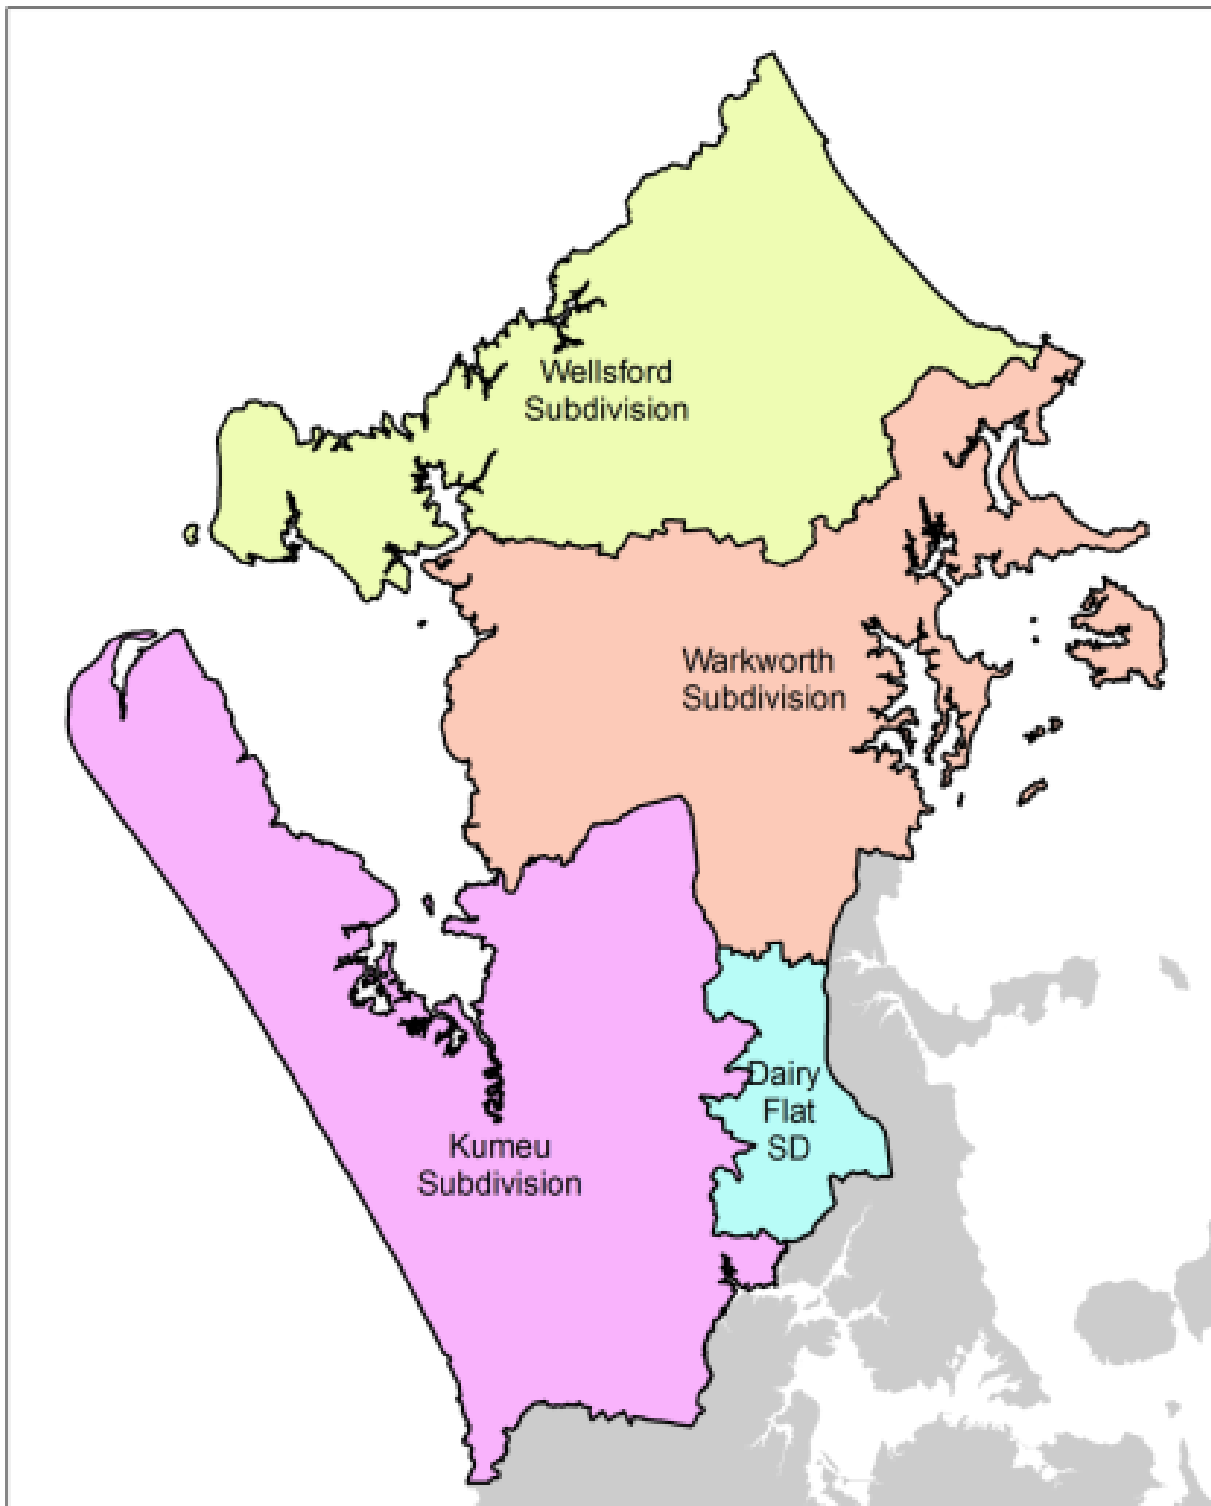 Wellsford
Subdivision
Warkworth
Subdivision
Dairy
Flat
SD
Kumeu
Subdivision